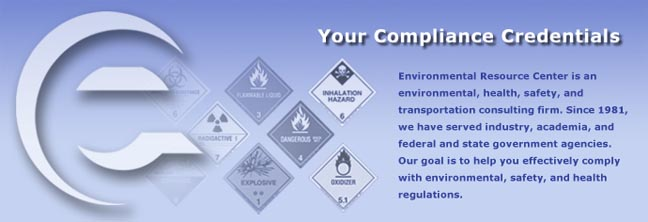 Your Compliance Credentials
Environmental Resource Center is an
environmental, health, safety, and
transportation consulting firm. Since 1981,
we have served industry, academia, and
federal and state government agencies.
Our goal is to help you effectively comply
with environmental, safety, and health
regulations.
6
FLAMMABLE LIQUID
3
INHALATION
HAZARD
6
RADIOACTIVE
7
DANGEROUS
4
EXPLOSIVE
1
OXIDIZER
5.1